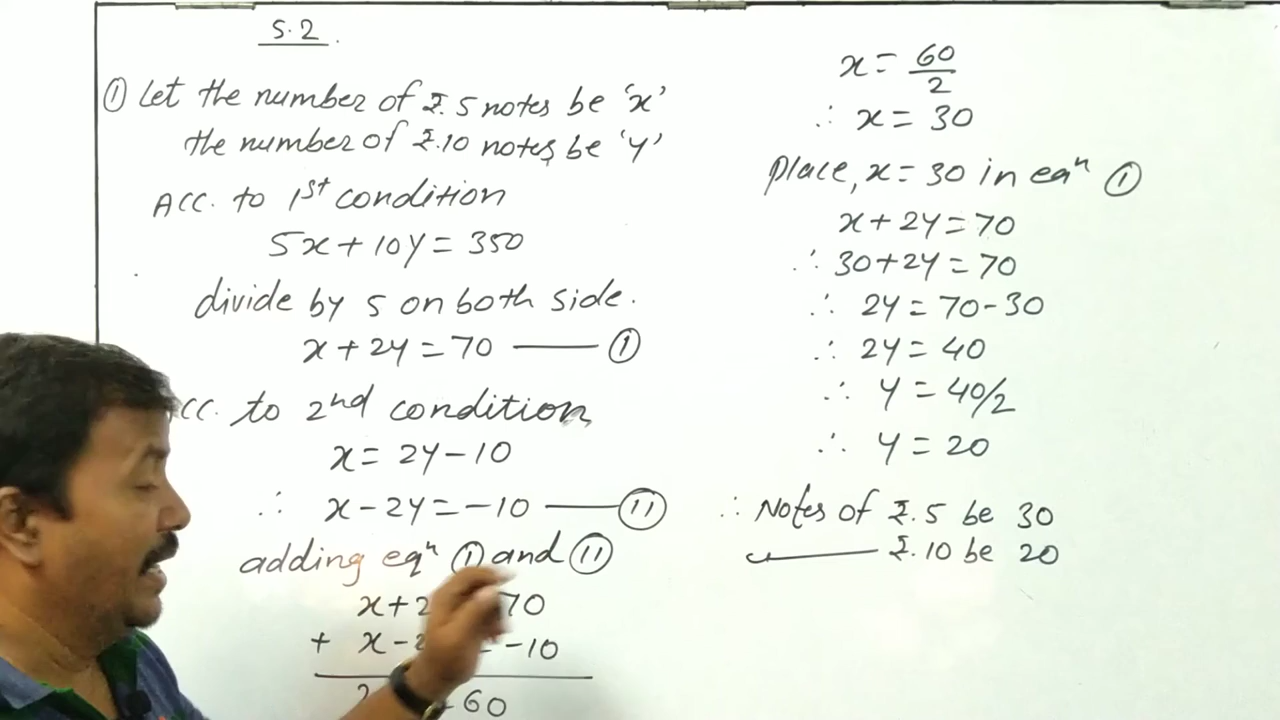 5.2
① Let the number of ₹.5 notes be 'x'
the number of ₹.10 notes be 'y'
Acc. to 1st condition
5x + 10y = 350
divide by 5 on both side.
x + 2y = 70 —— ①
cc. to 2nd condition
x = 2y - 10
∴ x - 2y = -10 —— ⑪
adding eqⁿ ① and ⑪
x + 2 70
+ x - 2 = -10
2 60
x = 60/2
∴ x = 30
Place, x = 30 in eqⁿ ①
x + 2y = 70
∴ 30 + 2y = 70
∴ 2y = 70 - 30
∴ 2y = 40
∴ y = 40/2
∴ y = 20
∴ Notes of ₹.5 be 30
—— ₹.10 be 20